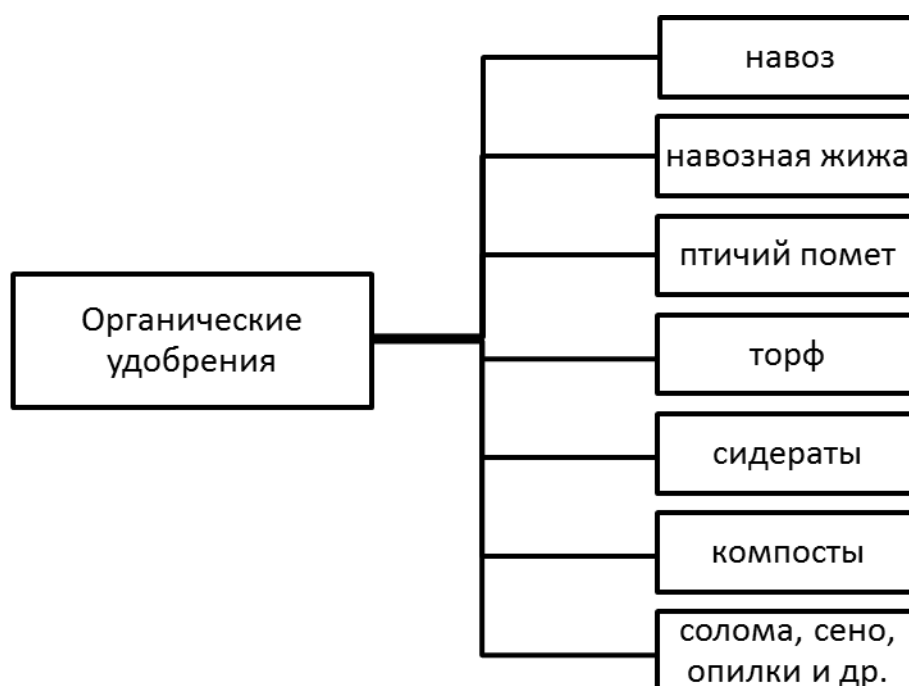 Органические
удобрения
навоз
навозная жижа
птичий помет
торф
сидераты
компосты
солома, сено,
опилки и др.